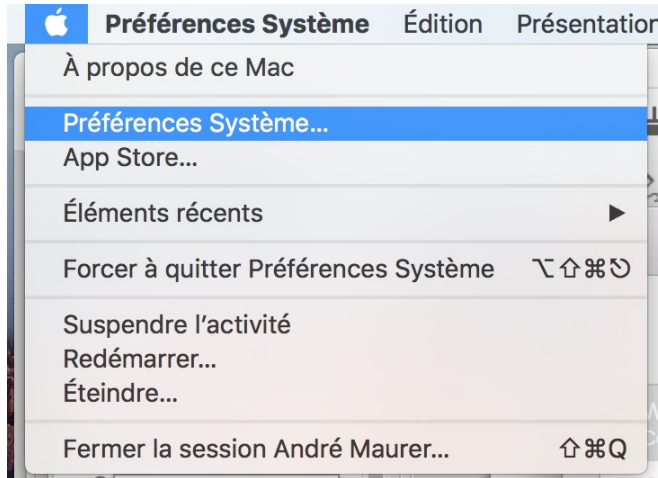 Préférences Système Édition Présentation
À propos de ce Mac
Préférences Système...
App Store...
Éléments récents ▶
Forcer à quitter Préférences Système ⌥⇧⌘⎋
Suspendre l’activité
Redémarrer...
Éteindre...
Fermer la session André Maurer... ⇧⌘Q